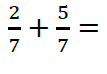 2/7 + 5/7 =